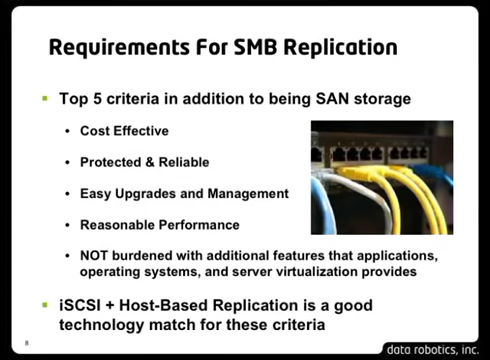 Requirements For SMB Replication
Top 5 criteria in addition to being SAN storage
Cost Effective
Protected & Reliable
Easy Upgrades and Management
Reasonable Performance
NOT burdened with additional features that applications,
operating systems, and server virtualization provides
iSCSI + Host-Based Replication is a good
technology match for these criteria
8
data robotics, inc.